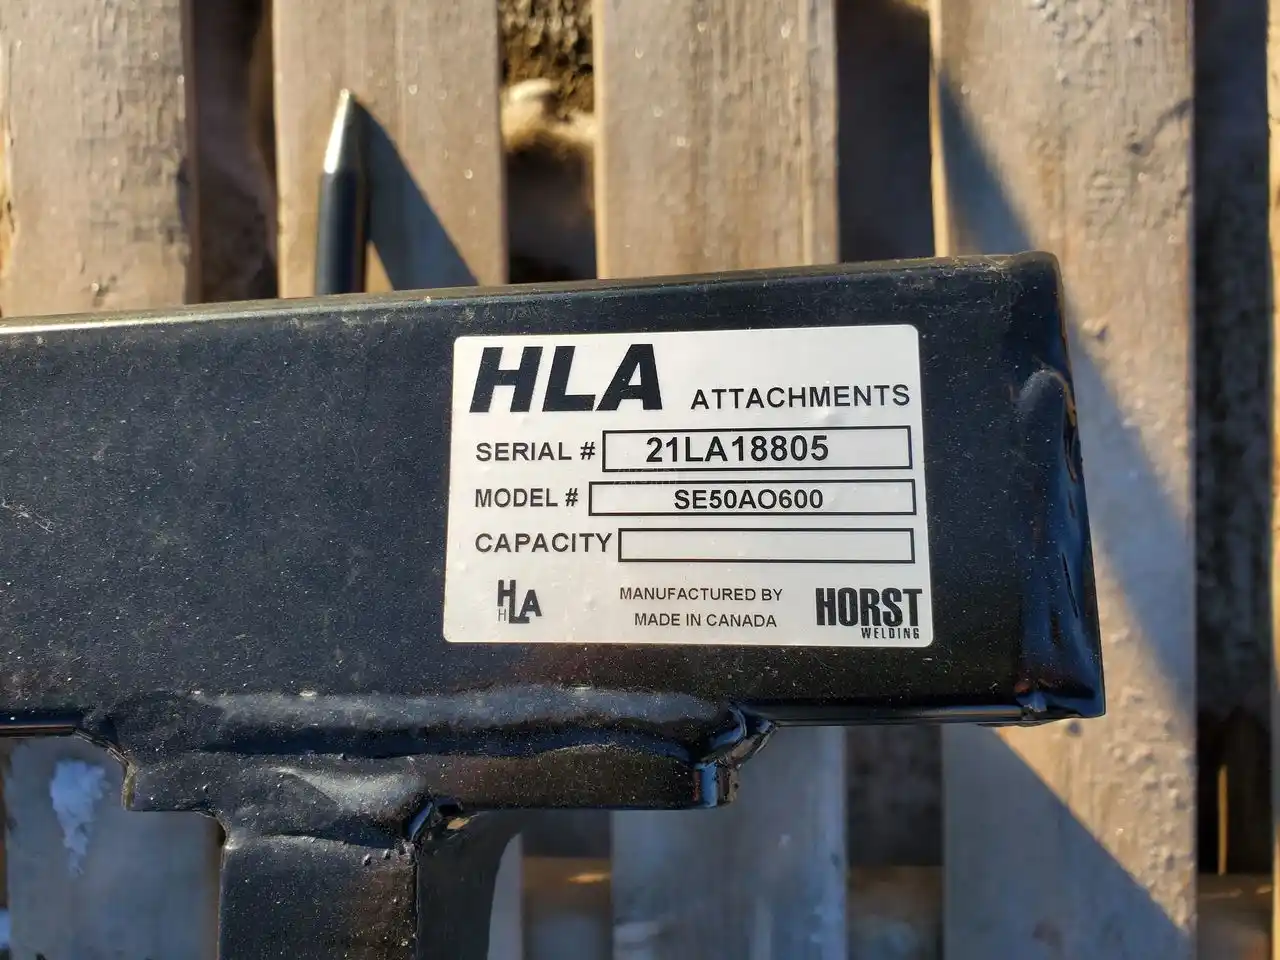 HLA ATTACHMENTS
SERIAL # 21LA18805
MODEL # SE50AO600
CAPACITY
HLA
MANUFACTURED BY
MADE IN CANADA
HORST
WELDING